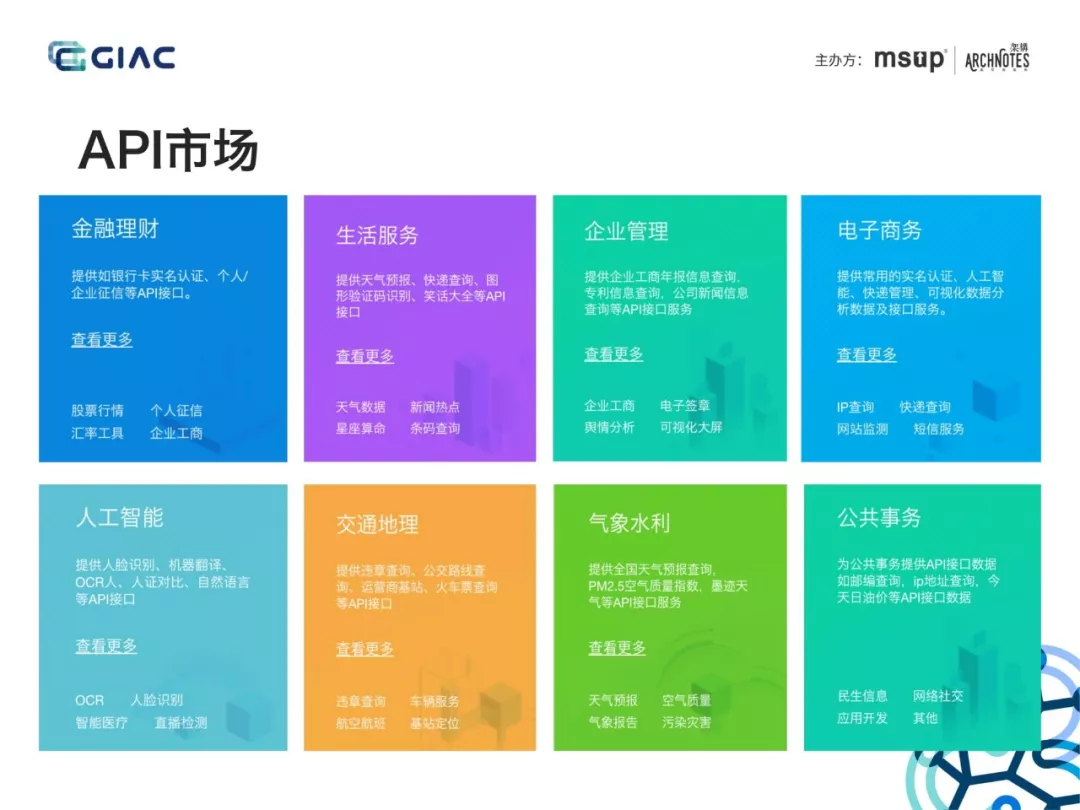 GIAC
主办方：
msup
架構
ARCHNOTES
API市场
金融理财
提供如银行卡实名认证、个人/
企业征信等API接口。
查看更多
股票行情 个人征信
汇率工具 企业工商
生活服务
提供天气预报、快递查询、图
形验证码识别、笑话大全等API
接口
查看更多
天气数据 新闻热点
星座算命 条码查询
企业管理
提供企业工商年报信息查询,
专利信息查询，公司新闻信息
查询等API接口服务
查看更多
企业工商 电子签章
舆情分析 可视化大屏
电子商务
提供常用的实名认证、人工智
能、快递管理、可视化数据分
析数据及接口服务。
查看更多
IP查询 快递查询
网站监测 短信服务
人工智能
提供人脸识别、机器翻译、
OCR人、人证对比、自然语言
等API接口
查看更多
OCR 人脸识别
智能医疗 直播检测
交通地理
提供违章查询、公交路线查
询、运营商基站、火车票查询
等API接口
查看更多
违章查询 车辆服务
航空航班 基站定位
气象水利
提供全国天气预报查询,
PM2.5空气质量指数，墨迹天
气等API接口服务
查看更多
天气预报 空气质量
气象报告 污染灾害
公共事务
为公共事务提供API接口数据
如邮编查询，ip地址查询，今
天日油价等API接口数据
民生信息 网络社交
应用开发 其他